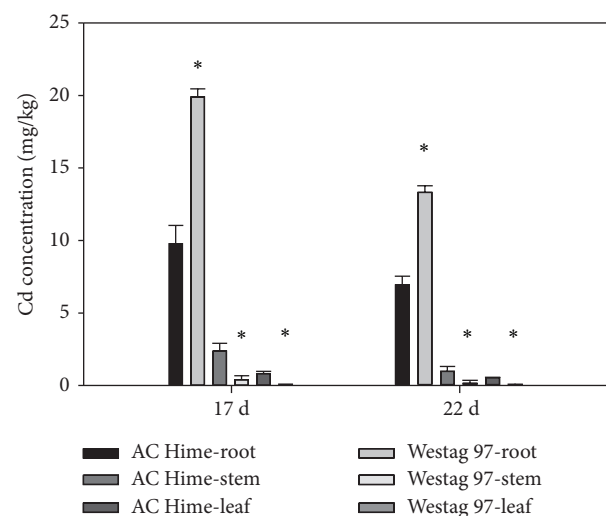 25
20
15
10
5
0
Cd concentration (mg/kg)
* * * * * *
17 d 22 d
AC Hime-root Westag 97-root
AC Hime-stem Westag 97-stem
AC Hime-leaf Westag 97-leaf